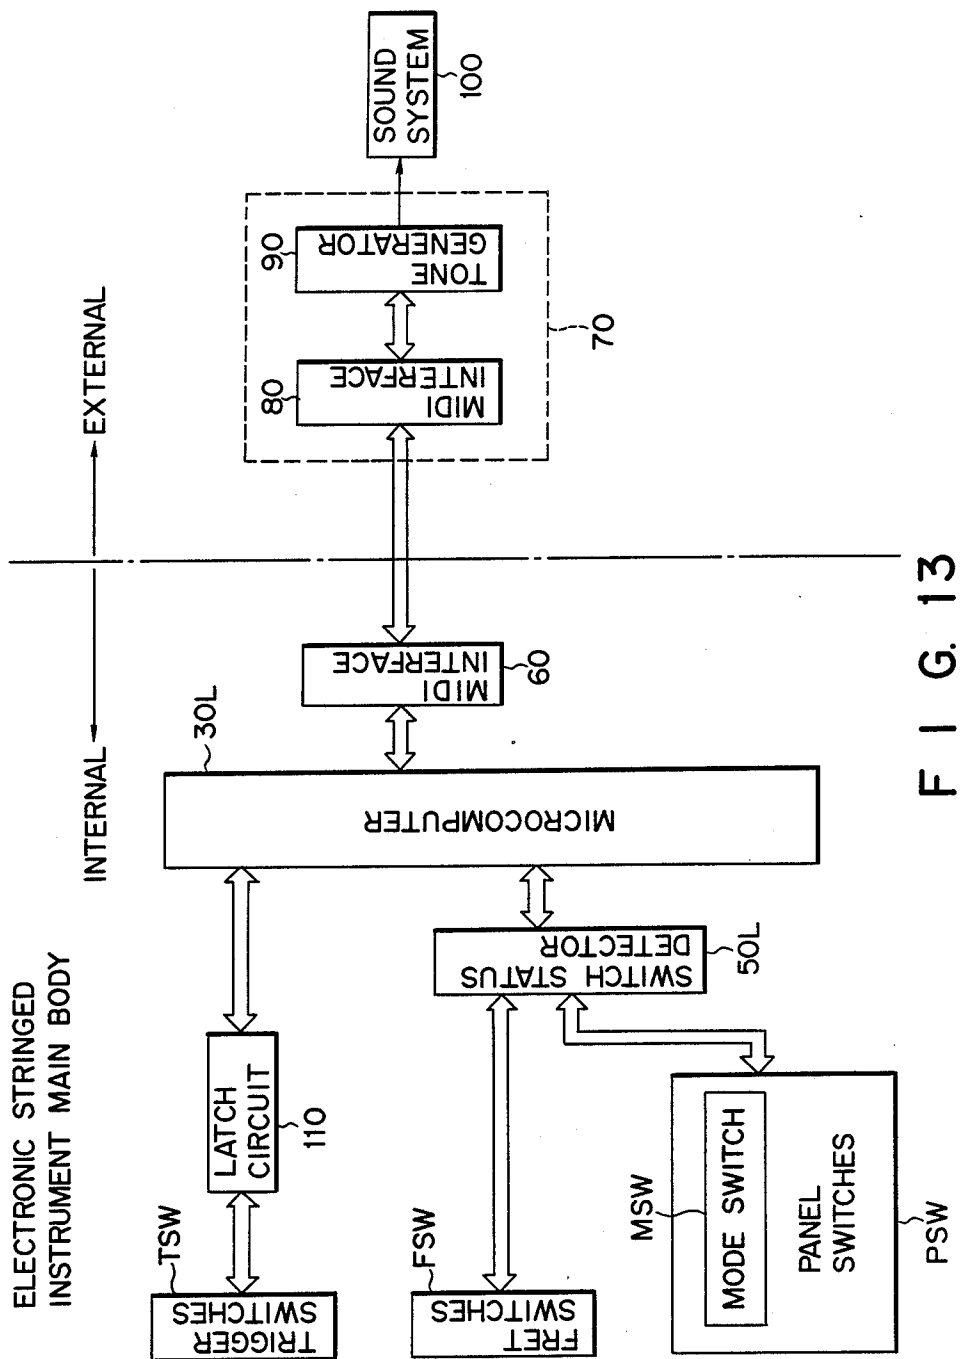 ELECTRONIC STRINGED
INSTRUMENT MAIN BODY
INTERNAL
EXTERNAL
TSW
TRIGGER
SWITCHES
LATCH
CIRCUIT
110
FSW
FRET
SWITCHES
MSW
MODE SWITCH
PANEL
SWITCHES
PSW
SWITCH STATUS
DETECTOR
50L
30L
MICROCOMPUTER
MIDI
INTERFACE
60
80
MIDI
INTERFACE
90
TONE
GENERATOR
70
SOUND
SYSTEM
100
F I G. 13